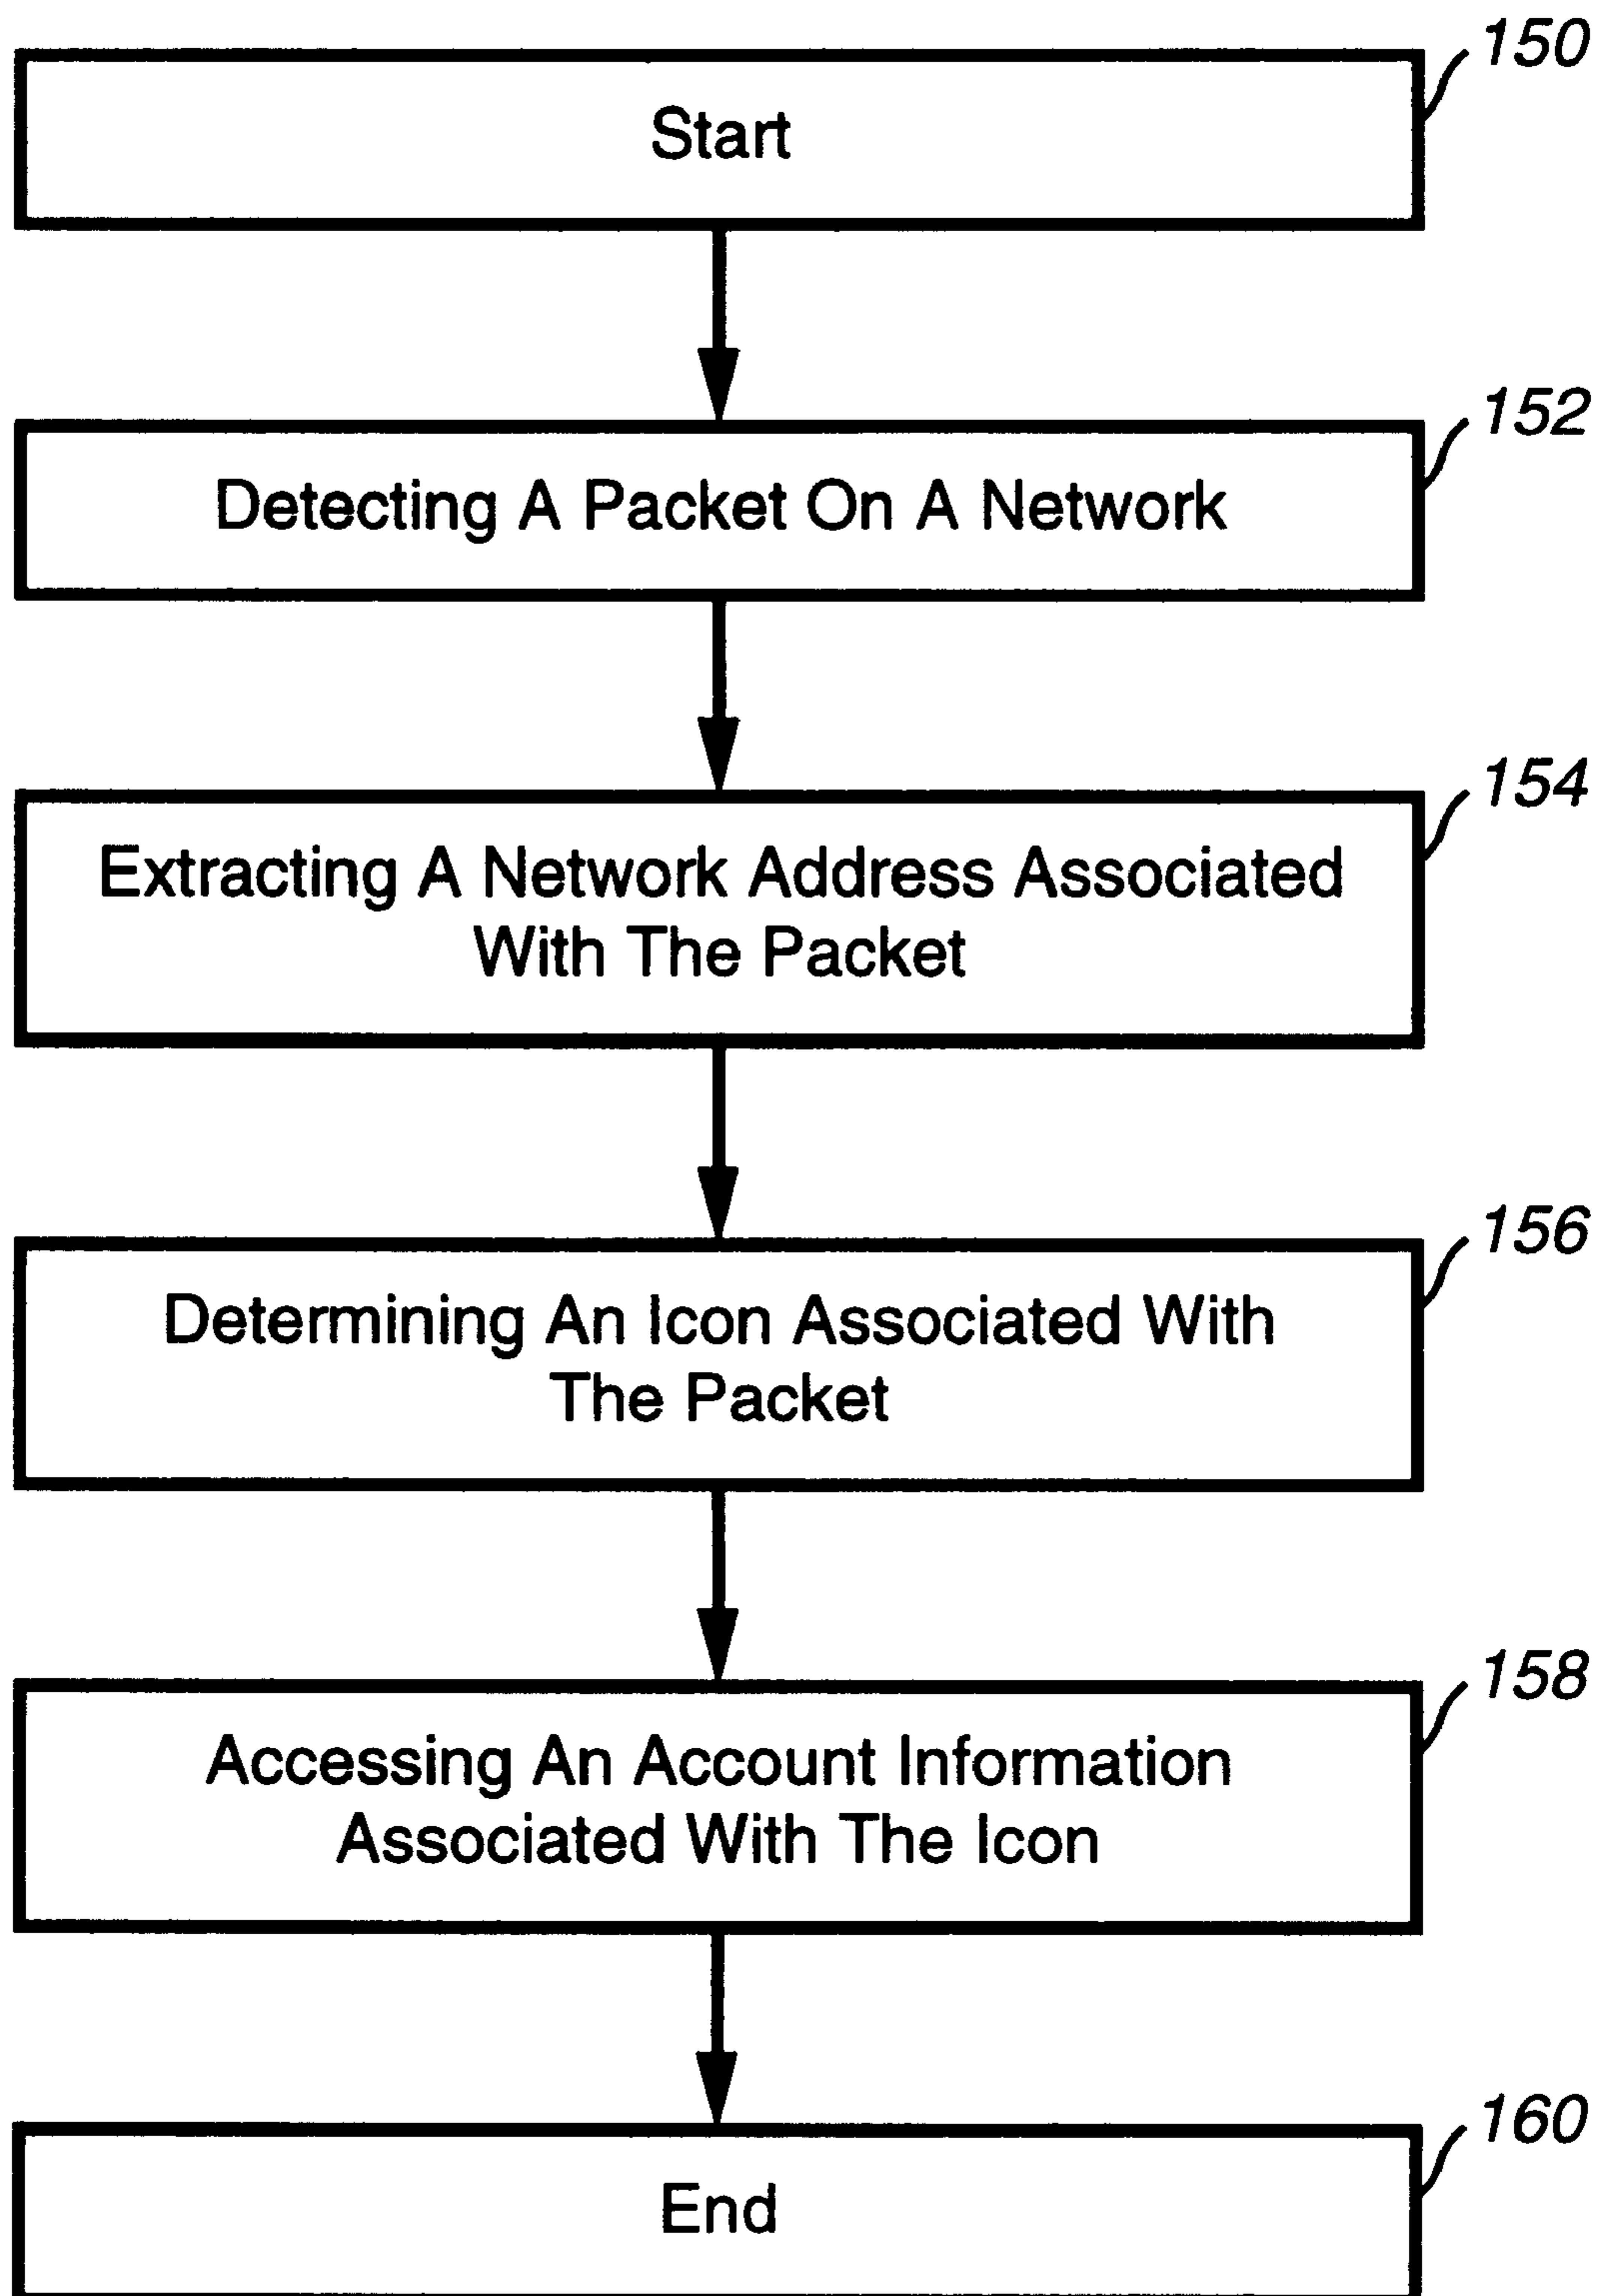 150
Start
152
Detecting A Packet On A Network
154
Extracting A Network Address Associated
With The Packet
156
Determining An Icon Associated With
The Packet
158
Accessing An Account Information
Associated With The Icon
160
End